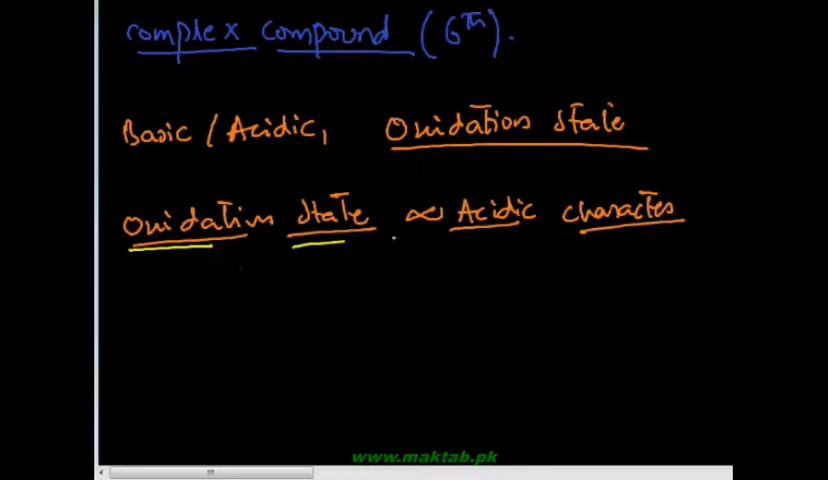 complex compound (6th).
Basic / Acidic, Oxidation state
Oxidation state ∝ Acidic character
www.maktab.pk